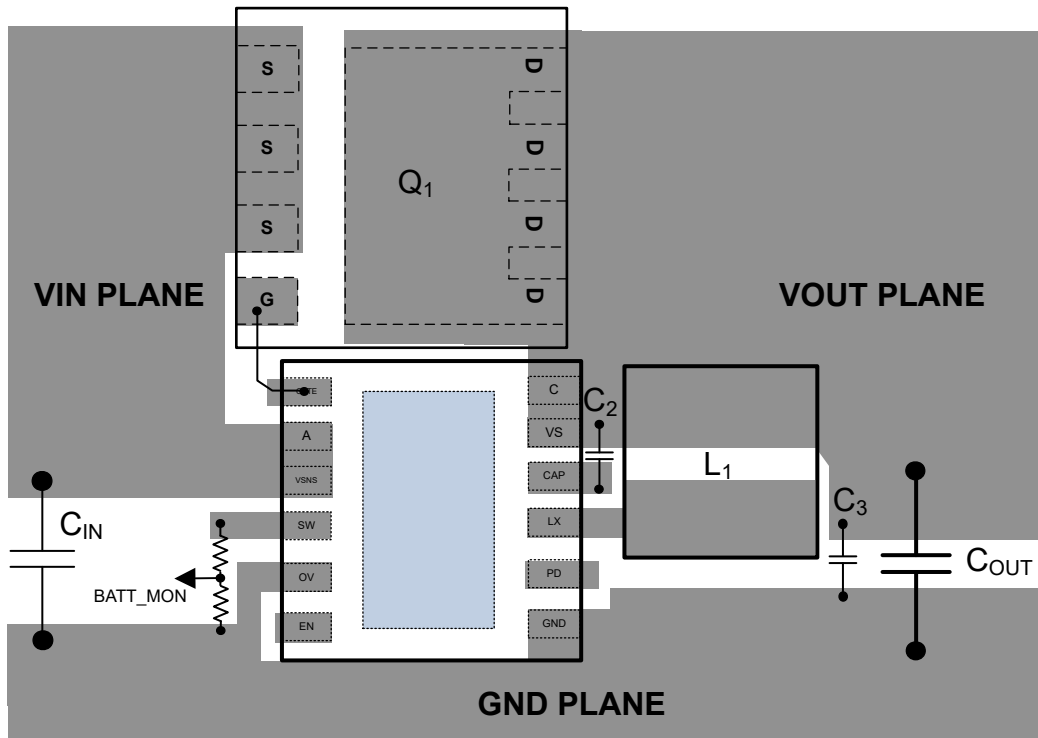 S
D
S
D
Q1
S
D
G
D
VIN PLANE
VOUT PLANE
GATE
C
C2
A
VS
VSNS
CAP
L1
SW
LX
C3
CIN
OV
PD
COUT
BATT_MON
EN
GND
GND PLANE